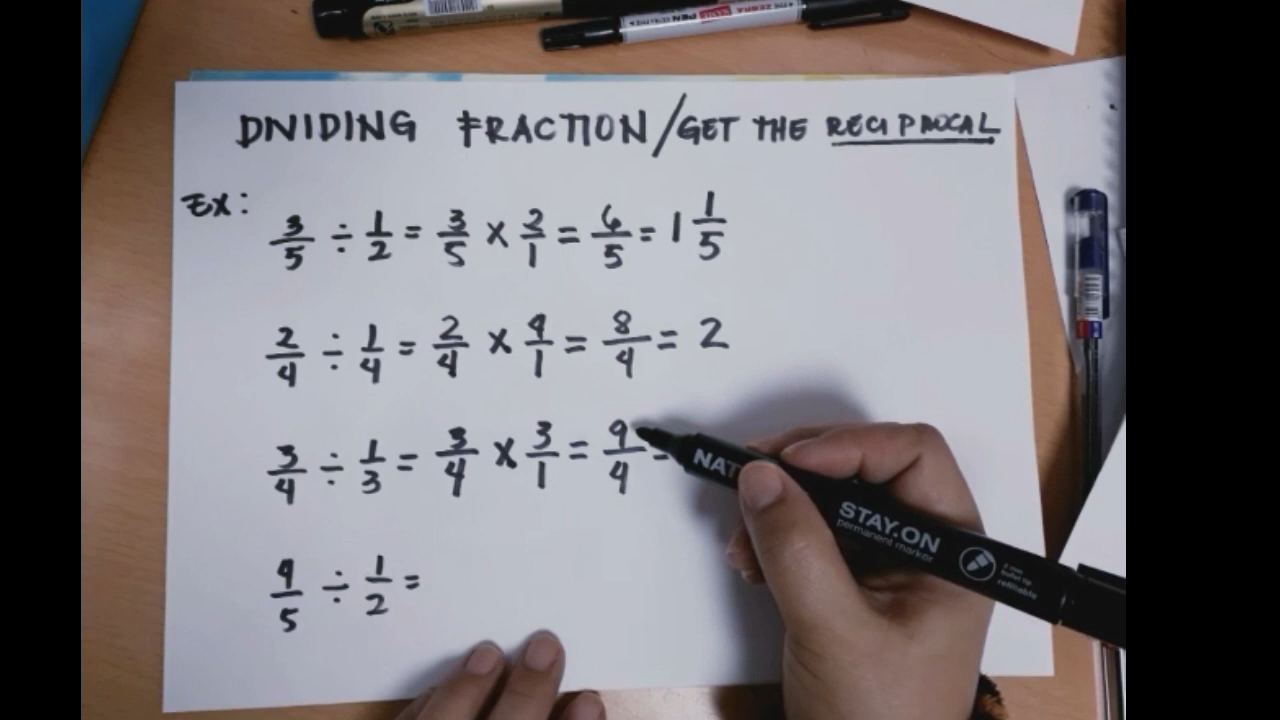 DIVIDING FRACTION/GET THE RECIPROCAL
EX:
3/5 ÷ 1/2 = 3/5 × 2/1 = 6/5 = 1 1/5
2/4 ÷ 1/4 = 2/4 × 4/1 = 8/4 = 2
3/4 ÷ 1/3 = 3/4 × 3/1 = 9/4 =
4/5 ÷ 1/2 =
STAY.ON
permanent marker
refillable